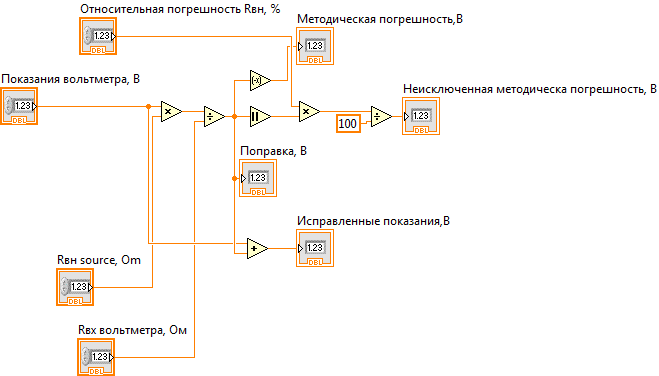 Относительная погрешность Rвн, %
1.23
DBL
Методическая погрешность,В
1.23
DBL
Показания вольтметра, В
1.23
DBL
Неисключенная методическа погрешность, В
1.23
DBL
100
Поправка, В
1.23
DBL
Исправленные показания,В
1.23
DBL
Rвн source, Om
1.23
DBL
Rвх вольтметра, Ом
1.23
DBL